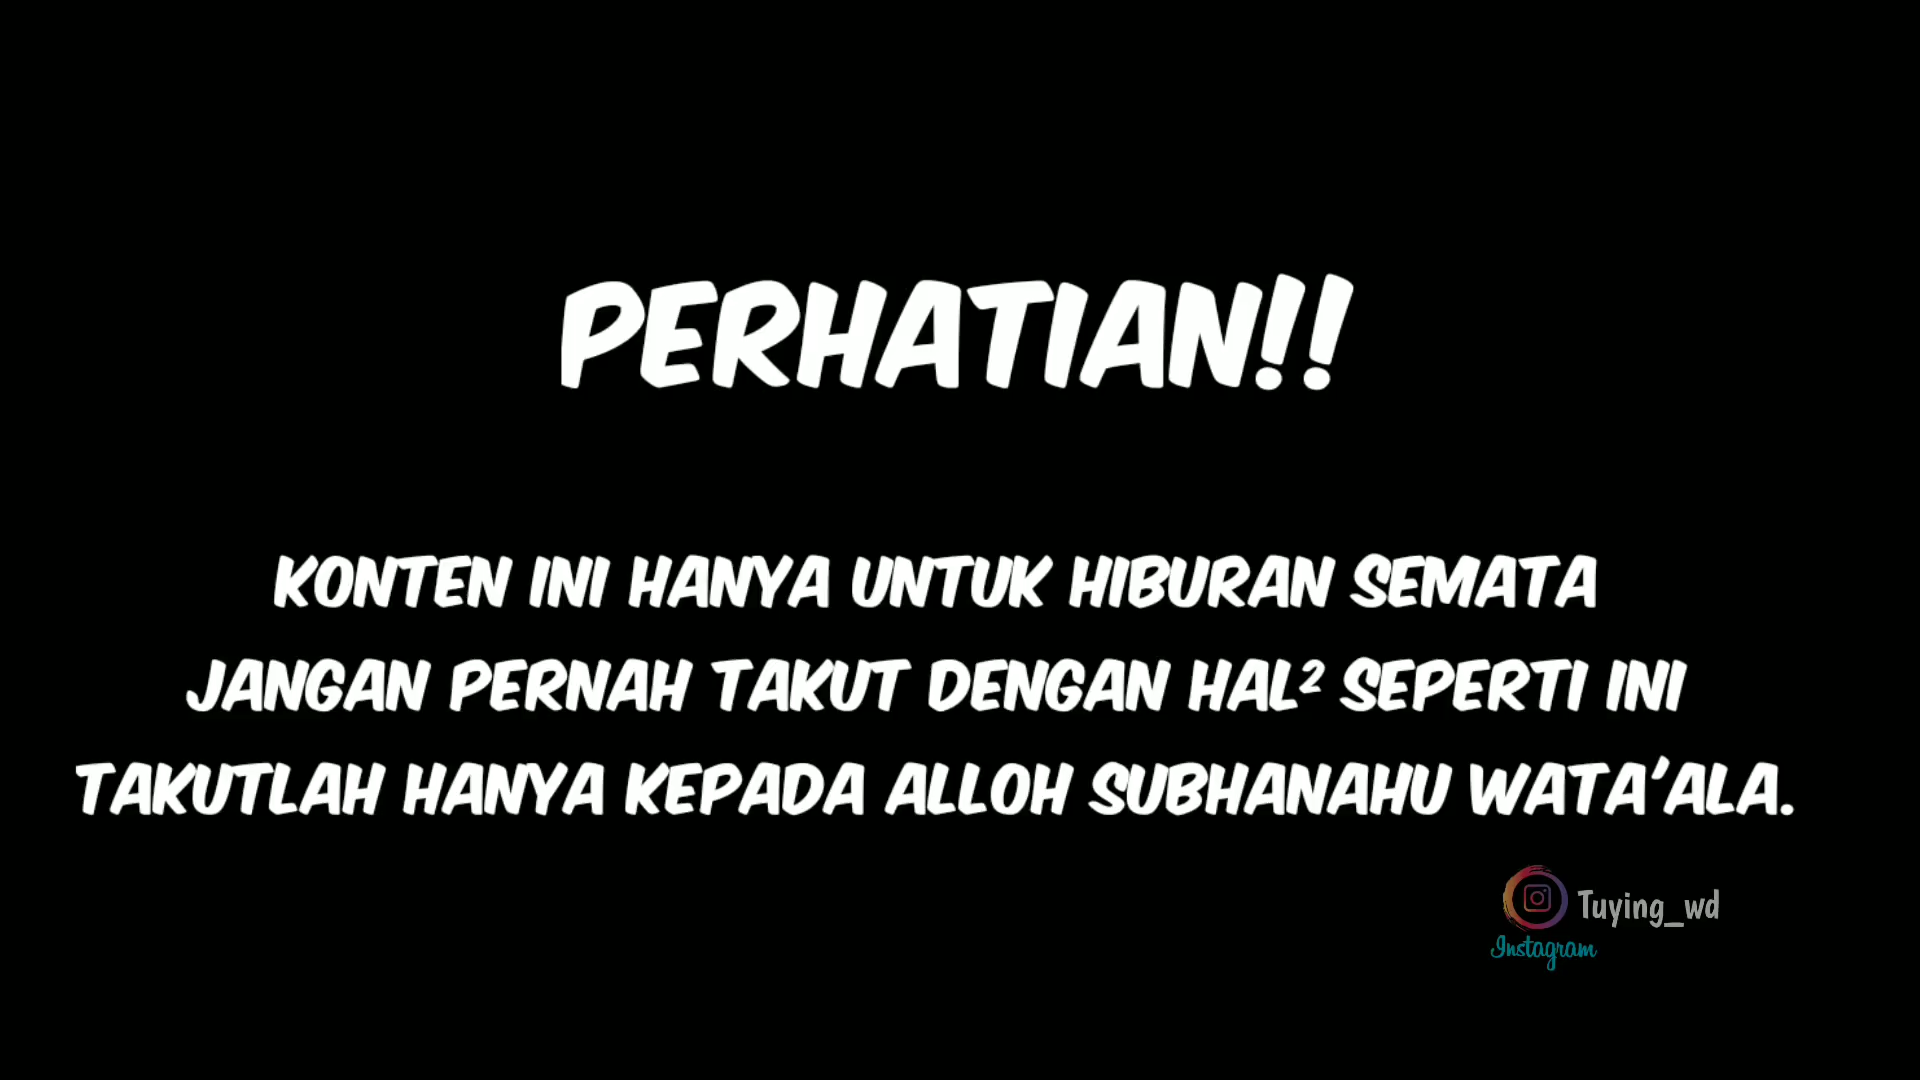 PERHATIAN!!
KONTEN INI HANYA UNTUK HIBURAN SEMATA
JANGAN PERNAH TAKUT DENGAN HAL² SEPERTI INI
TAKUTLAH HANYA KEPADA ALLOH SUBHANAHU WATA'ALA.
Tuying_wd
Instagram